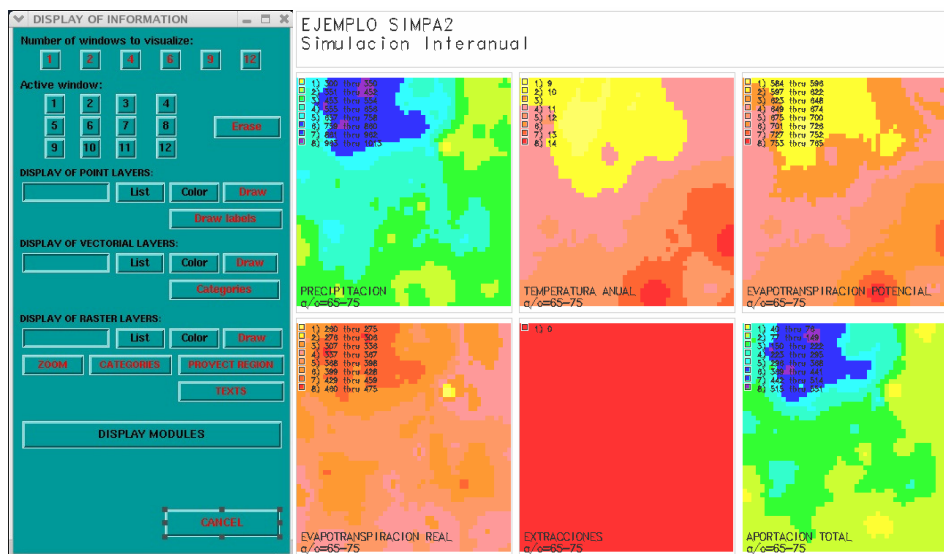 DISPLAY OF INFORMATION
Number of windows to visualize:
1 2 4 6 9 12
Active window:
1 2 3 4
5 6 7 8
9 10 11 12
Erase
DISPLAY OF POINT LAYERS:
List Color Draw
Draw labels
DISPLAY OF VECTORIAL LAYERS:
List Color Draw
Categories
DISPLAY OF RASTER LAYERS:
List Color Draw
ZOOM CATEGORIES PROYECT REGION
TEXTS
DISPLAY MODULES
CANCEL
EJEMPLO SIMPA2
Simulacion Interanual
PRECIPITACION
a/o=65-75
1) 9
2) 10
3)
4) 11
5) 12
6)
7) 13
8) 14
TEMPERATURA ANUAL
a/o=65-75
1) 584 thru 596
2) 597 thru 622
3) 623 thru 648
4) 649 thru 674
5) 675 thru 700
6) 701 thru 726
7) 727 thru 752
8) 753 thru 765
EVAPOTRANSPIRACION POTENCIAL
a/o=65-75
1) 260 thru 275
2) 276 thru 306
3) 307 thru 336
4) 337 thru 367
5) 368 thru 398
6) 399 thru 428
7) 429 thru 459
8) 460 thru 475
EVAPOTRANSPIRACION REAL
a/o=65-75
1) 0
EXTRACCIONES
a/o=65-75
APORTACION TOTAL
a/o=65-75